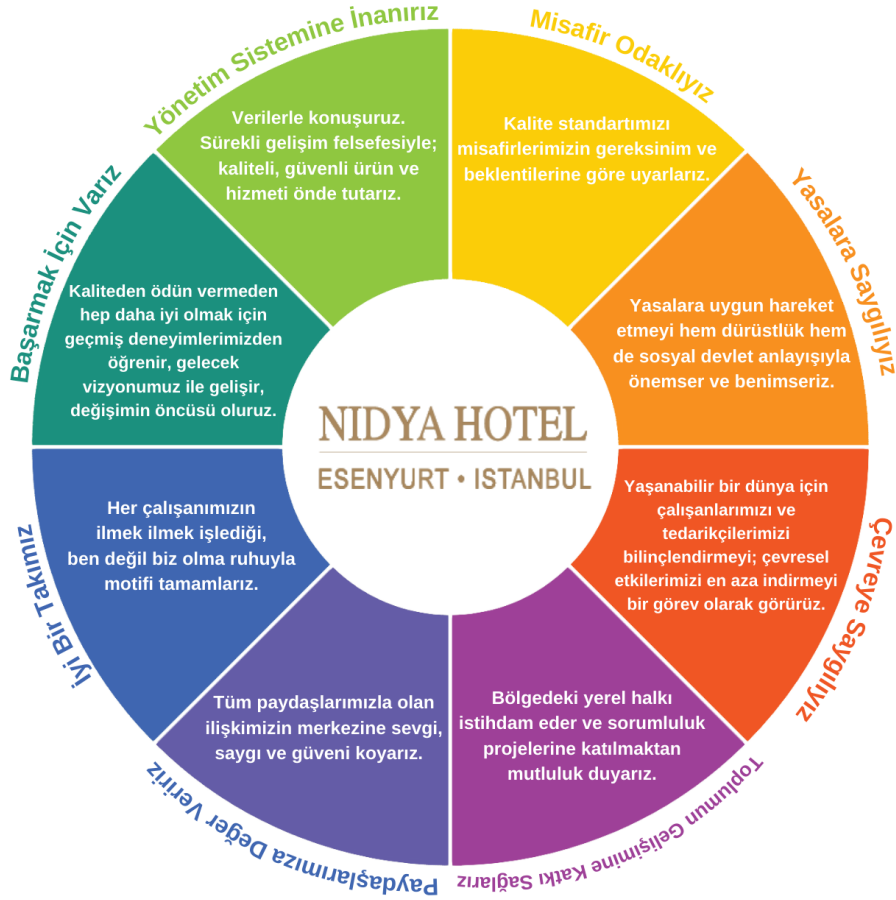 Misafir Odaklıyız
Kalite standartımızı
misafirlerimizin gereksinim ve
beklentilerine göre uyarlarız.
Yasalara Saygılıyız
Yasalara uygun hareket
etmeyi hem dürüstlük hem
de sosyal devlet anlayışıyla
önemser ve benimseriz.
Çevreye Saygılıyız
Yaşanabilir bir dünya için
çalışanlarımızı ve
tedarikçilerimizi
bilinçlendirmeyi; çevresel
etkilerimizi en aza indirmeyi
bir görev olarak görürüz.
Toplumun Gelişimine Katkı Sağlarız
Bölgedeki yerel halkı
istihdam eder ve sorumluluk
projelerine katılmaktan
mutluluk duyarız.
Paydaşlarımıza Değer Veririz
Tüm paydaşlarımızla olan
ilişkimizin merkezine sevgi,
saygı ve güveni koyarız.
İyi Bir Takımız
Her çalışanımızın
ilmek ilmek işlediği,
ben değil biz olma ruhuyla
motifi tamamlarız.
Başarmak İçin Varız
Kaliteden ödün vermeden
hep daha iyi olmak için
geçmiş deneyimlerimizden
öğrenir, gelecek
vizyonumuz ile gelişir,
değişimin öncüsü oluruz.
Yönetim Sistemine İnanırız
Verilerle konuşuruz.
Sürekli gelişim felsefesiyle;
kaliteli, güvenli ürün ve
hizmeti önde tutarız.
NIDYA HOTEL
ESENYURT • ISTANBUL